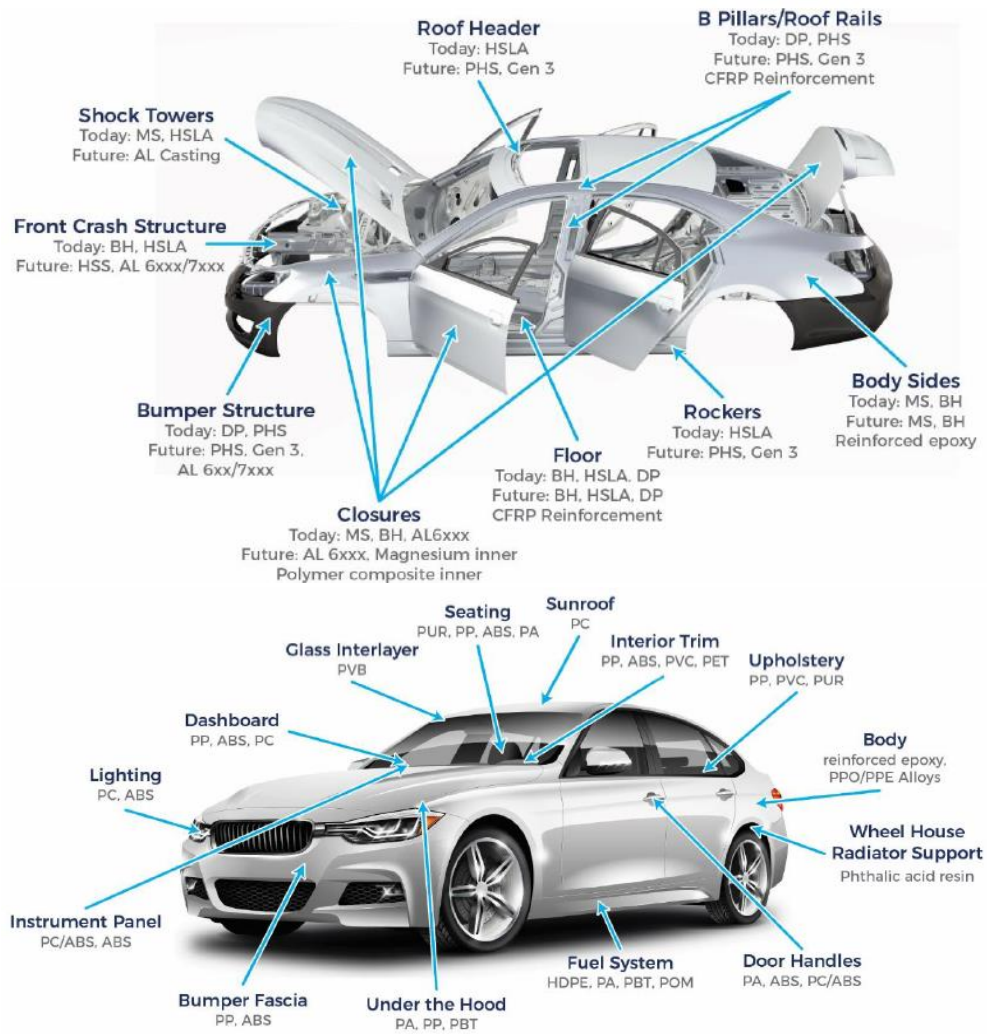 Roof Header
Today: HSLA
Future: PHS, Gen 3
B Pillars/Roof Rails
Today: DP, PHS
Future: PHS, Gen 3
CFRP Reinforcement
Shock Towers
Today: MS, HSLA
Future: AL Casting
Front Crash Structure
Today: BH, HSLA
Future: HSS, AL 6xxx/7xxx
Bumper Structure
Today: DP, PHS
Future: PHS, Gen 3,
AL 6xx/7xxx
Closures
Today: MS, BH, AL6xxx
Future: AL 6xxx, Magnesium inner
Polymer composite inner
Floor
Today: BH, HSLA, DP
Future: BH, HSLA, DP
CFRP Reinforcement
Rockers
Today: HSLA
Future: PHS, Gen 3
Body Sides
Today: MS, BH
Future: MS, BH
Reinforced epoxy
Seating
PUR, PP, ABS, PA
Sunroof
PC
Glass Interlayer
PVB
Interior Trim
PP, ABS, PVC, PET
Upholstery
PP, PVC, PUR
Dashboard
PP, ABS, PC
Lighting
PC, ABS
Body
reinforced epoxy,
PPO/PPE Alloys
Wheel House
Radiator Support
Phthalic acid resin
Instrument Panel
PC/ABS, ABS
Bumper Fascia
PP, ABS
Under the Hood
PA, PP, PBT
Fuel System
HDPE, PA, PBT, POM
Door Handles
PA, ABS, PC/ABS